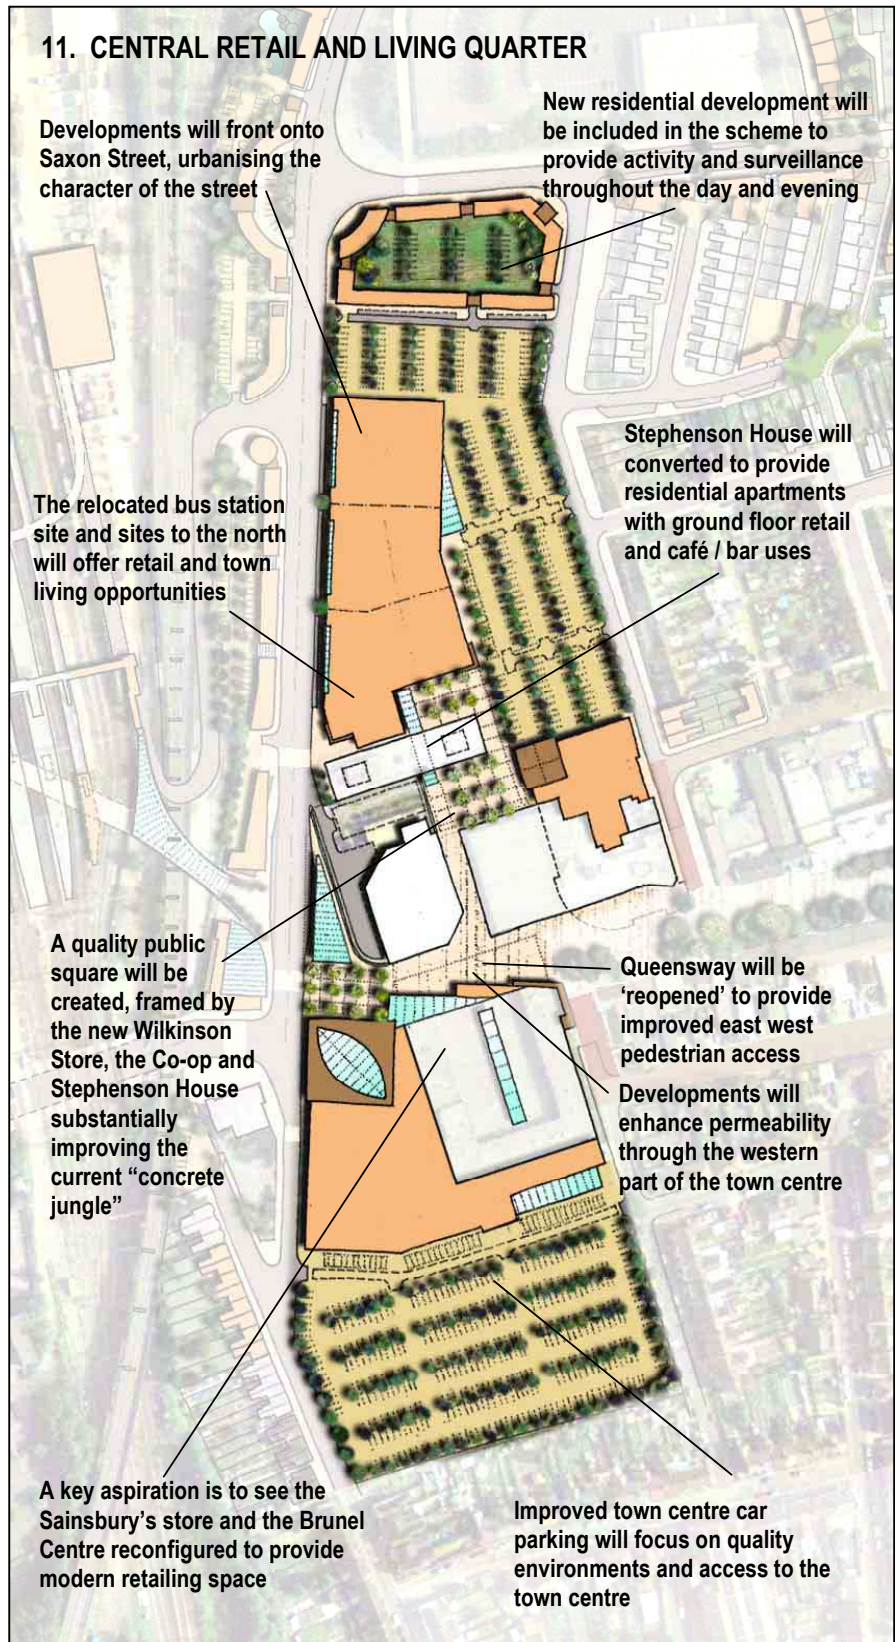 11. CENTRAL RETAIL AND LIVING QUARTER
Developments will front onto
Saxon Street, urbanising the
character of the street
New residential development will
be included in the scheme to
provide activity and surveillance
throughout the day and evening
Stephenson House will
converted to provide
residential apartments
with ground floor retail
and café / bar uses
The relocated bus station
site and sites to the north
will offer retail and town
living opportunities
A quality public
square will be
created, framed by
the new Wilkinson
Store, the Co-op and
Stephenson House
substantially
improving the
current “concrete
jungle”
Queensway will be
‘reopened’ to provide
improved east west
pedestrian access
Developments will
enhance permeability
through the western
part of the town centre
A key aspiration is to see the
Sainsbury’s store and the Brunel
Centre reconfigured to provide
modern retailing space
Improved town centre car
parking will focus on quality
environments and access to the
town centre